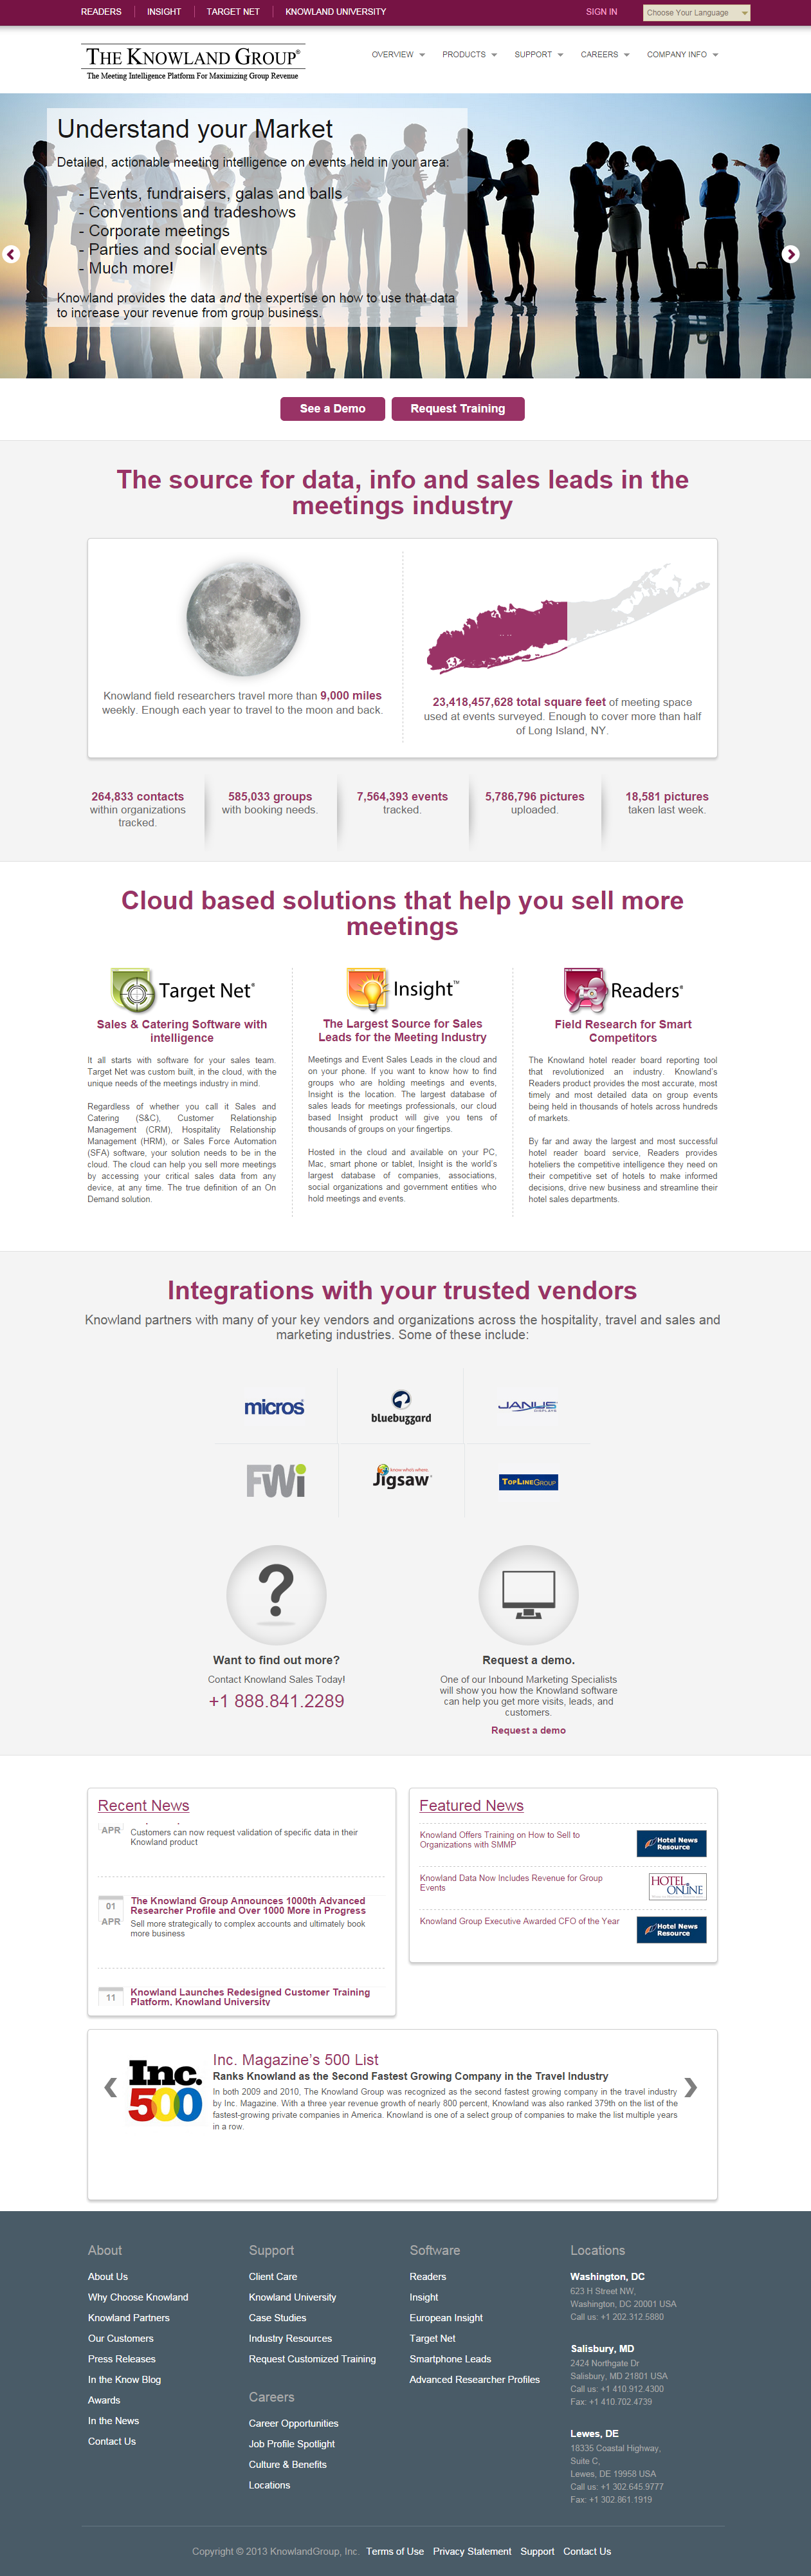 READERS INSIGHT TARGET NET KNOWLAND UNIVERSITY SIGN IN Choose Your Language
THE KNOWLAND GROUP®
The Meeting Intelligence Platform For Maximizing Group Revenue
OVERVIEW PRODUCTS SUPPORT CAREERS COMPANY INFO
Understand your Market
Detailed, actionable meeting intelligence on events held in your area:
- Events, fundraisers, galas and balls
- Conventions and tradeshows
- Corporate meetings
- Parties and social events
- Much more!
Knowland provides the data and the expertise on how to use that data
to increase your revenue from group business.
See a Demo Request Training
The source for data, info and sales leads in the
meetings industry
Knowland field researchers travel more than 9,000 miles
weekly. Enough each year to travel to the moon and back.
23,418,457,628 total square feet of meeting space
used at events surveyed. Enough to cover more than half
of Long Island, NY.
264,833 contacts
within organizations
tracked.
585,033 groups
with booking needs.
7,564,393 events
tracked.
5,786,796 pictures
uploaded.
18,581 pictures
taken last week.
Cloud based solutions that help you sell more
meetings
Target Net®
Sales & Catering Software with
intelligence
It all starts with software for your sales team.
Target Net was custom built, in the cloud, with the
unique needs of the meetings industry in mind.
Regardless of whether you call it Sales and
Catering (S&C), Customer Relationship
Management (CRM), Hospitality Relationship
Management (HRM), or Sales Force Automation
(SFA) software, your solution needs to be in the
cloud. The cloud can help you sell more meetings
by accessing your critical sales data from any
device, at any time. The true definition of an On
Demand solution.
Insight™
The Largest Source for Sales
Leads for the Meeting Industry
Meetings and Event Sales Leads in the cloud and
on your phone. If you want to know how to find
groups who are holding meetings and events,
Insight is the location. The largest database of
sales leads for meetings professionals, our cloud
based Insight product will give you tens of
thousands of groups on your fingertips.
Hosted in the cloud and available on your PC,
Mac, smart phone or tablet, Insight is the world's
largest database of companies, associations,
social organizations and government entities who
hold meetings and events.
Readers®
Field Research for Smart
Competitors
The Knowland hotel reader board reporting tool
that revolutionized an industry. Knowland's
Readers product provides the most accurate, most
timely and most detailed data on group events
being held in thousands of hotels across hundreds
of markets.
By far and away the largest and most successful
hotel reader board service, Readers provides
hoteliers the competitive intelligence they need on
their competitive set of hotels to make informed
decisions, drive new business and streamline their
hotel sales departments.
Integrations with your trusted vendors
Knowland partners with many of your key vendors and organizations across the hospitality, travel and sales and
marketing industries. Some of these include:
micros®
bluebuzzard
JANUS
DISPLAYS
FWi
know who's where.
Jigsaw
TOPLINEGROUP
?
Want to find out more?
Contact Knowland Sales Today!
+1 888.841.2289
Request a demo.
One of our Inbound Marketing Specialists
will show you how the Knowland software
can help you get more visits, leads, and
customers.
Request a demo
Recent News
APR
Customers can now request validation of specific data in their
Knowland product
01
APR
The Knowland Group Announces 1000th Advanced
Researcher Profile and Over 1000 More in Progress
Sell more strategically to complex accounts and ultimately book
more business
11
Knowland Launches Redesigned Customer Training
Platform, Knowland University
Featured News
Knowland Offers Training on How to Sell to
Organizations with SMMP
Hotel News
Resource
Knowland Data Now Includes Revenue for Group
Events
HOTEL
ONLINE
Knowland Group Executive Awarded CFO of the Year
Hotel News
Resource
Inc.
500
Inc. Magazine's 500 List
Ranks Knowland as the Second Fastest Growing Company in the Travel Industry
In both 2009 and 2010, The Knowland Group was recognized as the second fastest growing company in the travel industry
by Inc. Magazine. With a three year revenue growth of nearly 800 percent, Knowland was also ranked 379th on the list of the
fastest-growing private companies in America. Knowland is one of a select group of companies to make the list multiple years
in a row.
About
About Us
Why Choose Knowland
Knowland Partners
Our Customers
Press Releases
In the Know Blog
Awards
In the News
Contact Us
Support
Client Care
Knowland University
Case Studies
Industry Resources
Request Customized Training
Careers
Career Opportunities
Job Profile Spotlight
Culture & Benefits
Locations
Software
Readers
Insight
European Insight
Target Net
Smartphone Leads
Advanced Researcher Profiles
Locations
Washington, DC
623 H Street NW,
Washington, DC 20001 USA
Call us: +1 202.312.5880
Salisbury, MD
2424 Northgate Dr
Salisbury, MD 21801 USA
Call us: +1 410.912.4300
Fax: +1 410.702.4739
Lewes, DE
18335 Coastal Highway,
Suite C,
Lewes, DE 19958 USA
Call us: +1 302.645.9777
Fax: +1 302.861.1919
Copyright © 2013 KnowlandGroup, Inc. Terms of Use Privacy Statement Support Contact Us